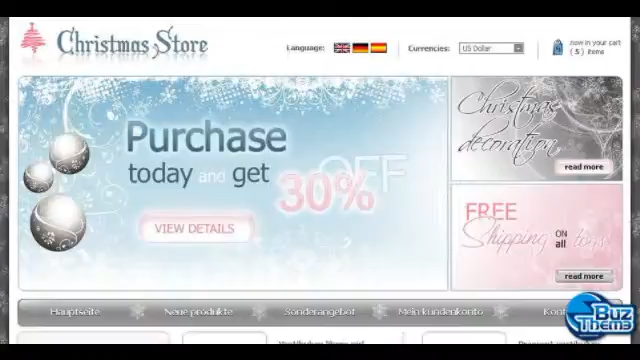 Christmas Store
Language:
Currencies:
US Dollar
now in your cart
(5) items
Purchase
today and get
30% OFF
VIEW DETAILS
Christmas
decoration
read more
FREE
Shipping ON all toys
read more
Hauptseite
Neue produkte
Sonderangebot
Mein kundenkonto
BUZ
THEM3